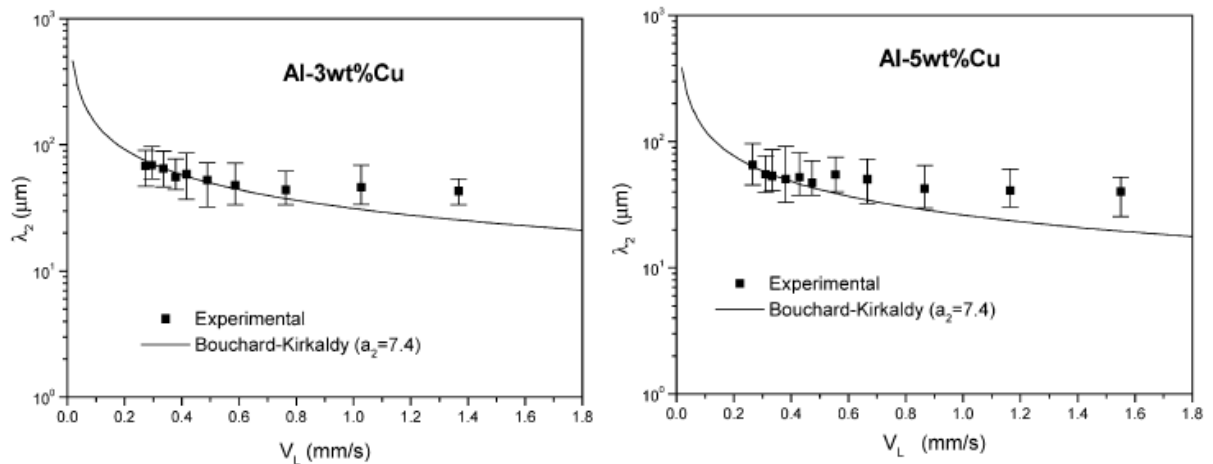 Al-3wt%Cu
10³
10²
10¹
10⁰
λ₂ (μm)
Experimental
Bouchard-Kirkaldy (a₂=7.4)
0.0 0.2 0.4 0.6 0.8 1.0 1.2 1.4 1.6 1.8
V_L (mm/s)
Al-5wt%Cu
10³
10²
10¹
10⁰
λ₂ (μm)
Experimental
Bouchard-Kirkaldy (a₂=7.4)
0.0 0.2 0.4 0.6 0.8 1.0 1.2 1.4 1.6 1.8
V_L (mm/s)